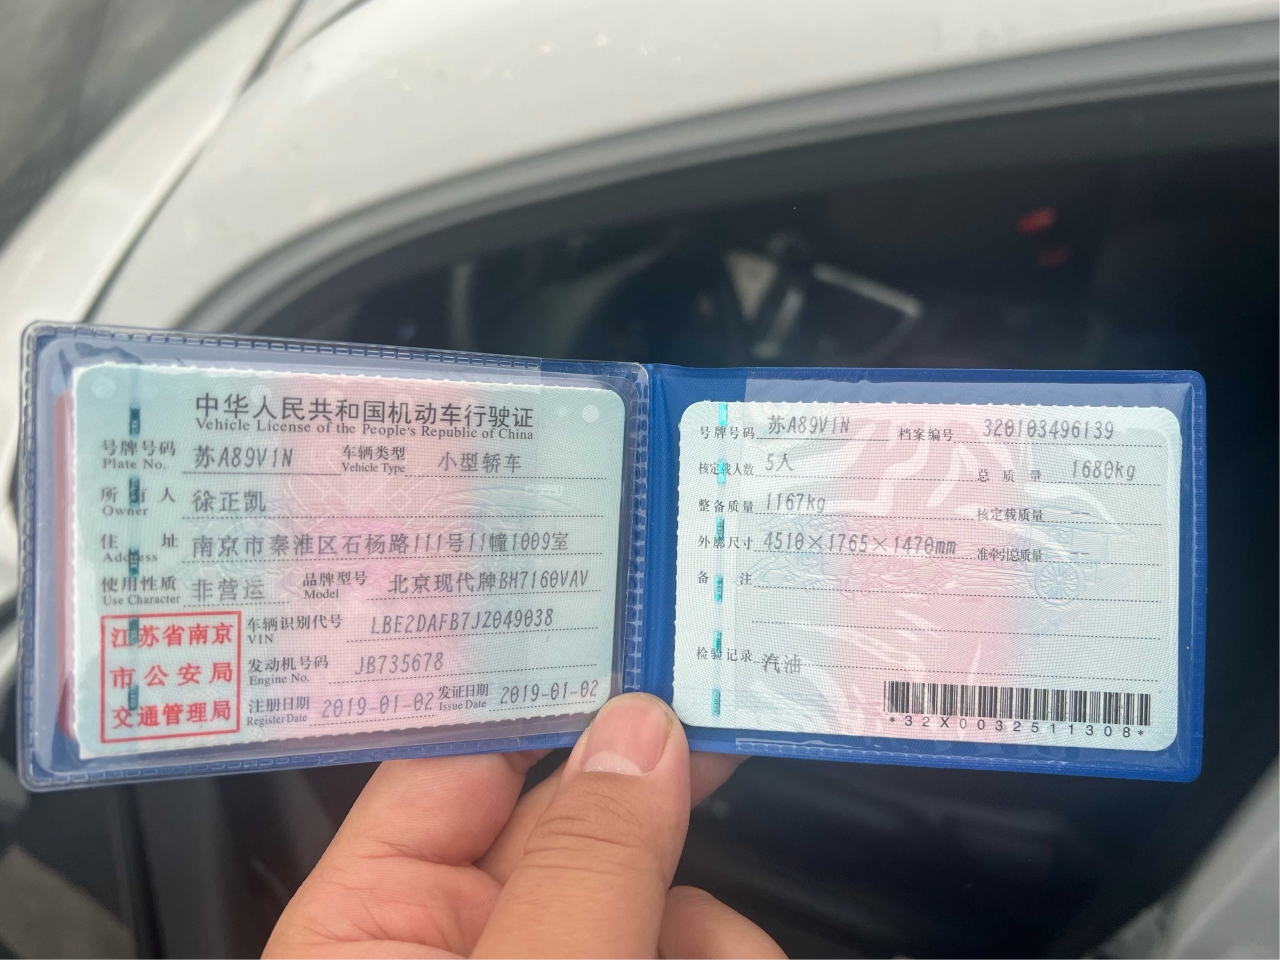 中华人民共和国机动车行驶证
Vehicle License of the People's Republic of China
号牌号码 苏A89V1N 车辆类型 小型轿车
Plate No. Vehicle Type
所有人 徐正凯
Owner
住址 南京市秦淮区石杨路111号11幢1009室
Address
使用性质 非营运 品牌型号 北京现代牌BH7160VAV
Use Character Model
江苏省南京
市公安局
交通管理局
车辆识别代号 LBE2DAFB7JZ049038
VIN
发动机号码 JB735678
Engine No.
注册日期 2019-01-02 发证日期 2019-01-02
Register Date Issue Date
号牌号码 苏A89V1N 档案编号 320103496139
核定载人数 5人 总质量 1680kg
整备质量 1167kg 核定载质量
外廓尺寸 4510×1765×1470mm 准牵引总质量
备注
检验记录 汽油
*32X0032511308*